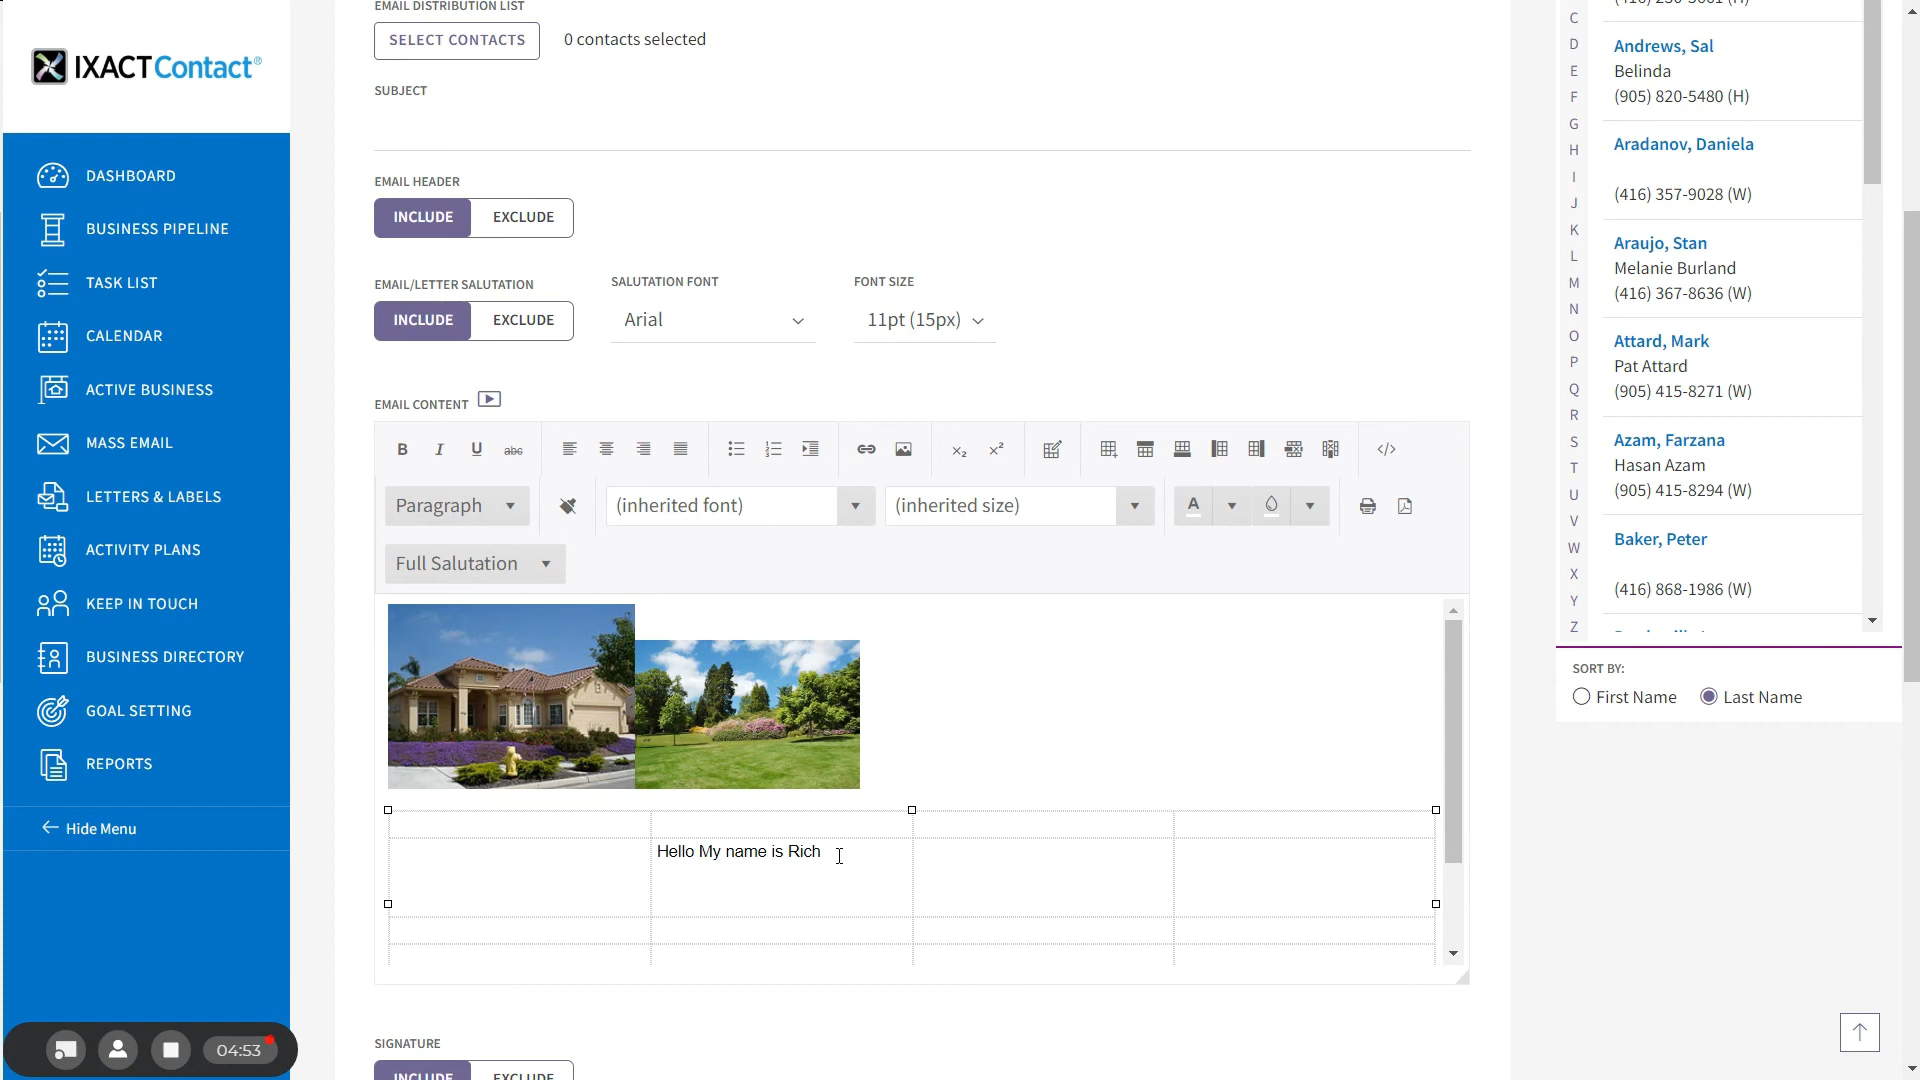 IXACTContact®
DASHBOARD
BUSINESS PIPELINE
TASK LIST
CALENDAR
ACTIVE BUSINESS
MASS EMAIL
LETTERS & LABELS
ACTIVITY PLANS
KEEP IN TOUCH
BUSINESS DIRECTORY
GOAL SETTING
REPORTS
Hide Menu
04:53
EMAIL DISTRIBUTION LIST
SELECT CONTACTS 0 contacts selected
SUBJECT
EMAIL HEADER
INCLUDE EXCLUDE
EMAIL/LETTER SALUTATION SALUTATION FONT FONT SIZE
INCLUDE EXCLUDE Arial 11pt (15px)
EMAIL CONTENT
B I U abc x₂ x² </>
Paragraph (inherited font) (inherited size) A
Full Salutation
Hello My name is Rich
SIGNATURE
INCLUDE EXCLUDE
C
D
E
F
G
H
I
J
K
L
M
N
O
P
Q
R
S
T
U
V
W
X
Y
Z
Andrews, Sal
Belinda
(905) 820-5480 (H)
Aradanov, Daniela
(416) 357-9028 (W)
Araujo, Stan
Melanie Burland
(416) 367-8636 (W)
Attard, Mark
Pat Attard
(905) 415-8271 (W)
Azam, Farzana
Hasan Azam
(905) 415-8294 (W)
Baker, Peter
(416) 868-1986 (W)
SORT BY:
First Name Last Name